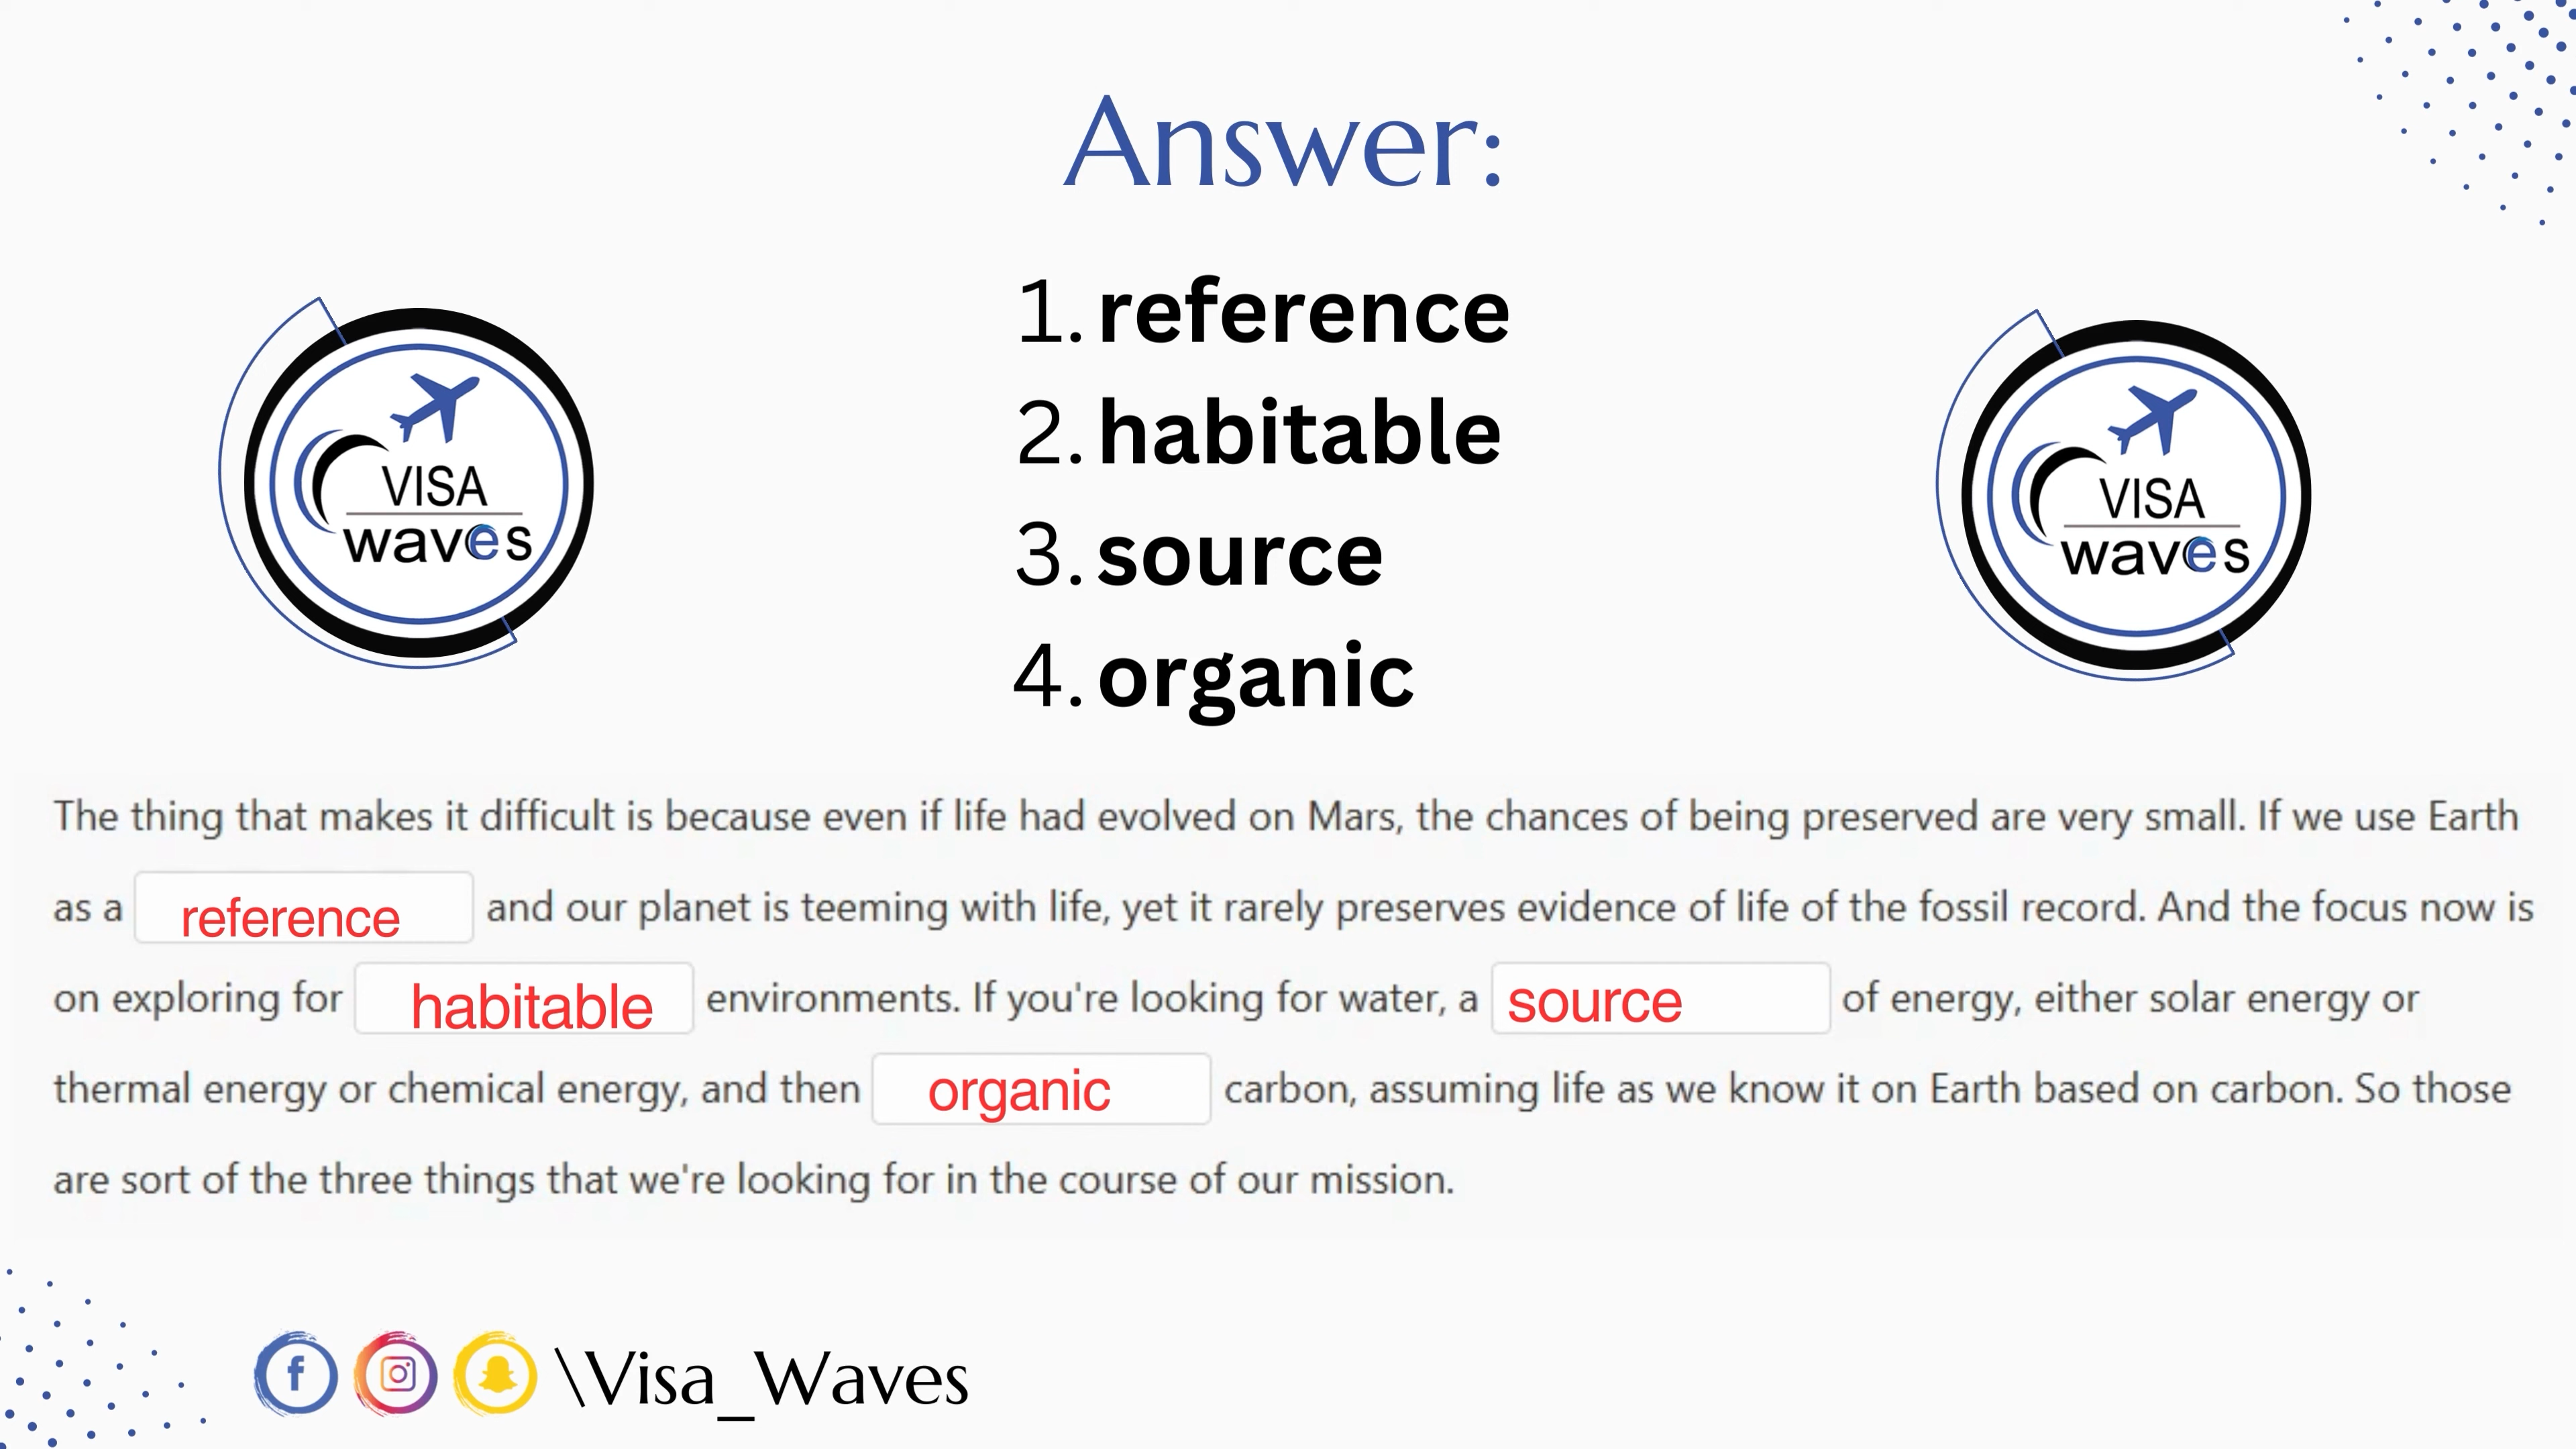 Answer:
1. reference
2. habitable
3. source
4. organic
VISA
waves
VISA
waves
The thing that makes it difficult is because even if life had evolved on Mars, the chances of being preserved are very small. If we use Earth
as a reference and our planet is teeming with life, yet it rarely preserves evidence of life of the fossil record. And the focus now is
on exploring for habitable environments. If you're looking for water, a source of energy, either solar energy or
thermal energy or chemical energy, and then organic carbon, assuming life as we know it on Earth based on carbon. So those
are sort of the three things that we're looking for in the course of our mission.
\Visa_Waves